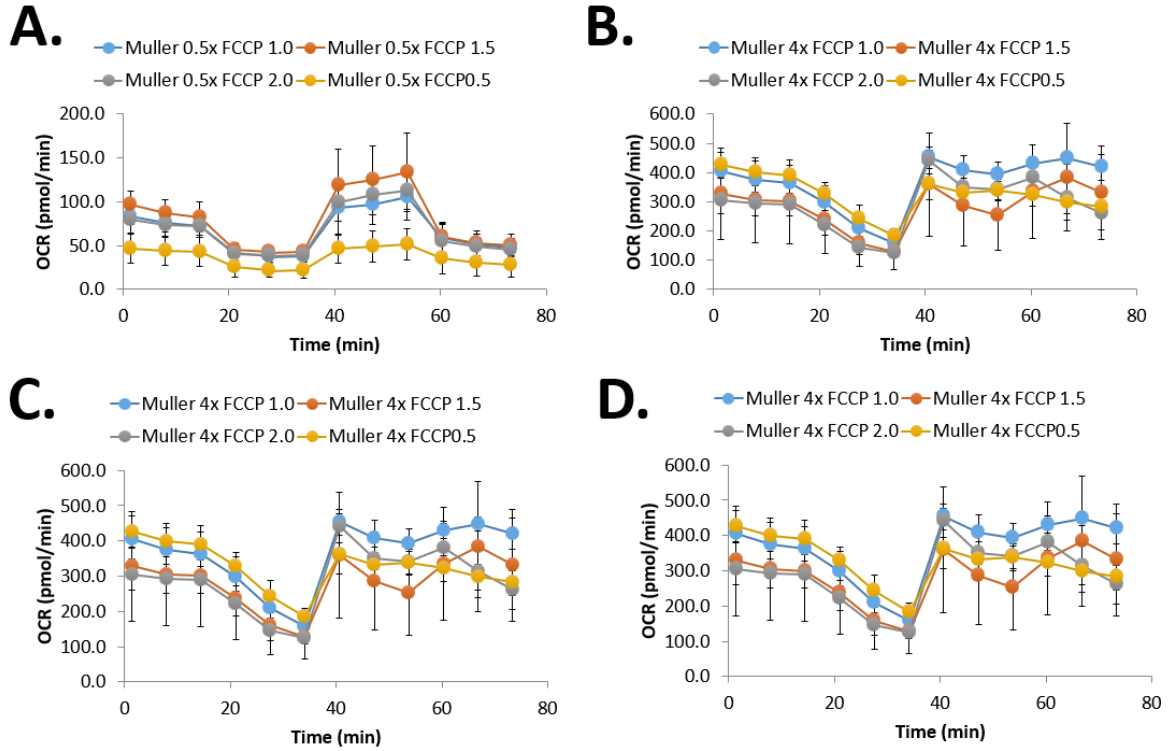 A.
Muller 0.5x FCCP 1.0 Muller 0.5x FCCP 1.5
Muller 0.5x FCCP 2.0 Muller 0.5x FCCP0.5
OCR (pmol/min)
200.0
150.0
100.0
50.0
0.0
0 20 40 60 80
Time (min)
B.
Muller 4x FCCP 1.0 Muller 4x FCCP 1.5
Muller 4x FCCP 2.0 Muller 4x FCCP0.5
OCR (pmol/min)
600.0
500.0
400.0
300.0
200.0
100.0
0.0
0 20 40 60 80
Time (min)
C.
Muller 4x FCCP 1.0 Muller 4x FCCP 1.5
Muller 4x FCCP 2.0 Muller 4x FCCP0.5
OCR (pmol/min)
600.0
500.0
400.0
300.0
200.0
100.0
0.0
0 20 40 60 80
Time (min)
D.
Muller 4x FCCP 1.0 Muller 4x FCCP 1.5
Muller 4x FCCP 2.0 Muller 4x FCCP0.5
OCR (pmol/min)
600.0
500.0
400.0
300.0
200.0
100.0
0.0
0 20 40 60 80
Time (min)